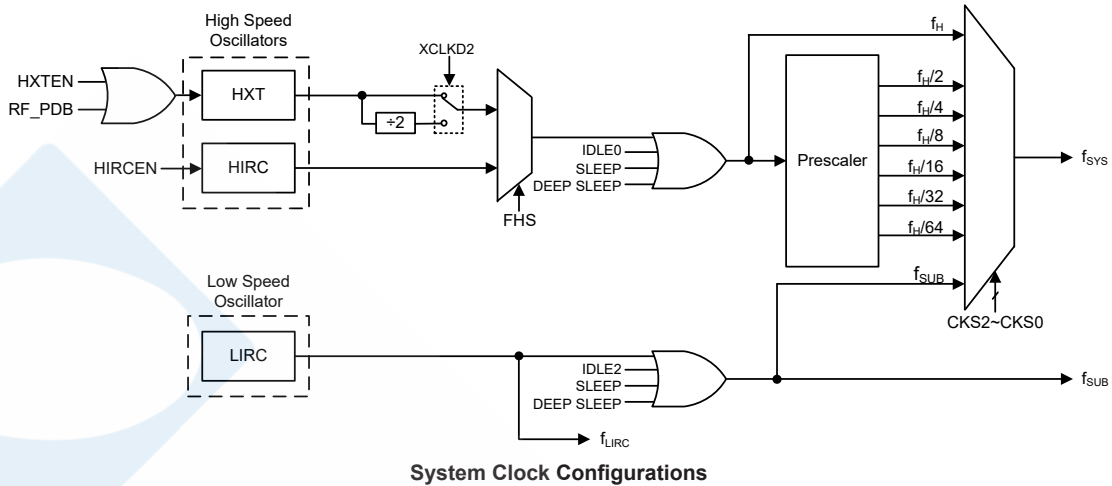 High Speed
Oscillators
HXTEN
RF_PDB
HXT
XCLKD2
÷2
HIRCEN
HIRC
FHS
IDLE0
SLEEP
DEEP SLEEP
Prescaler
fH
fH/2
fH/4
fH/8
fH/16
fH/32
fH/64
fSUB
CKS2~CKS0
fSYS
Low Speed
Oscillator
LIRC
fLIRC
IDLE2
SLEEP
DEEP SLEEP
fSUB
System Clock Configurations